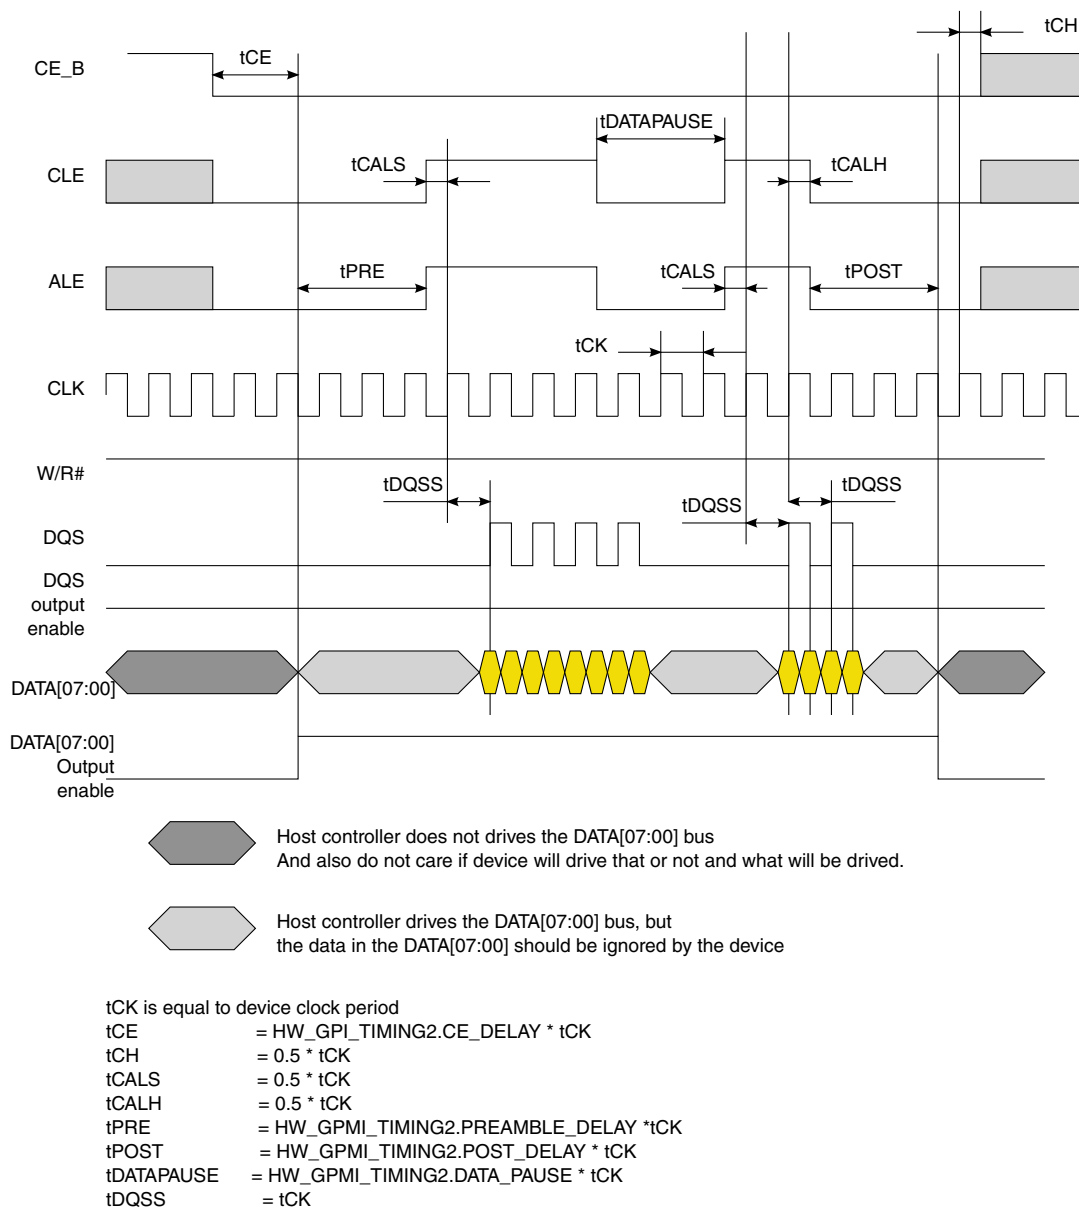 tCH
tCE
CE_B
tDATAPAUSE
tCALS
tCALH
CLE
tPRE
tCALS
tPOST
ALE
tCK
CLK
W/R#
tDQSS
tDQSS
tDQSS
DQS
DQS
output
enable
DATA[07:00]
DATA[07:00]
Output
enable
Host controller does not drives the DATA[07:00] bus
And also do not care if device will drive that or not and what will be drived.
Host controller drives the DATA[07:00] bus, but
the data in the DATA[07:00] should be ignored by the device
tCK is equal to device clock period
tCE = HW_GPI_TIMING2.CE_DELAY * tCK
tCH = 0.5 * tCK
tCALS = 0.5 * tCK
tCALH = 0.5 * tCK
tPRE = HW_GPMI_TIMING2.PREAMBLE_DELAY *tCK
tPOST = HW_GPMI_TIMING2.POST_DELAY * tCK
tDATAPAUSE = HW_GPMI_TIMING2.DATA_PAUSE * tCK
tDQSS = tCK